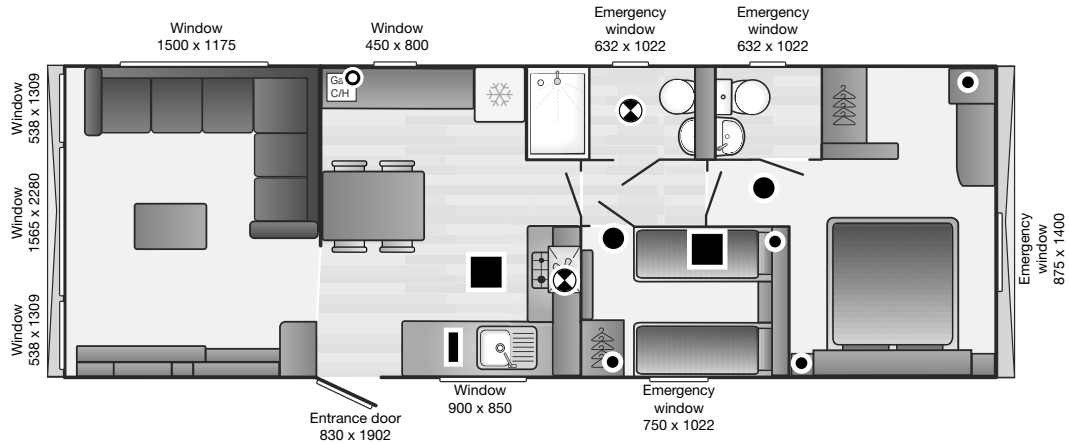 Window
1500 x 1175
Window
450 x 800
Emergency
window
632 x 1022
Emergency
window
632 x 1022
Window
538 x 1309
Window
1565 x 2280
Window
538 x 1309
C/H
Emergency
window
875 x 1400
Entrance door
830 x 1902
Window
900 x 850
Emergency
window
750 x 1022